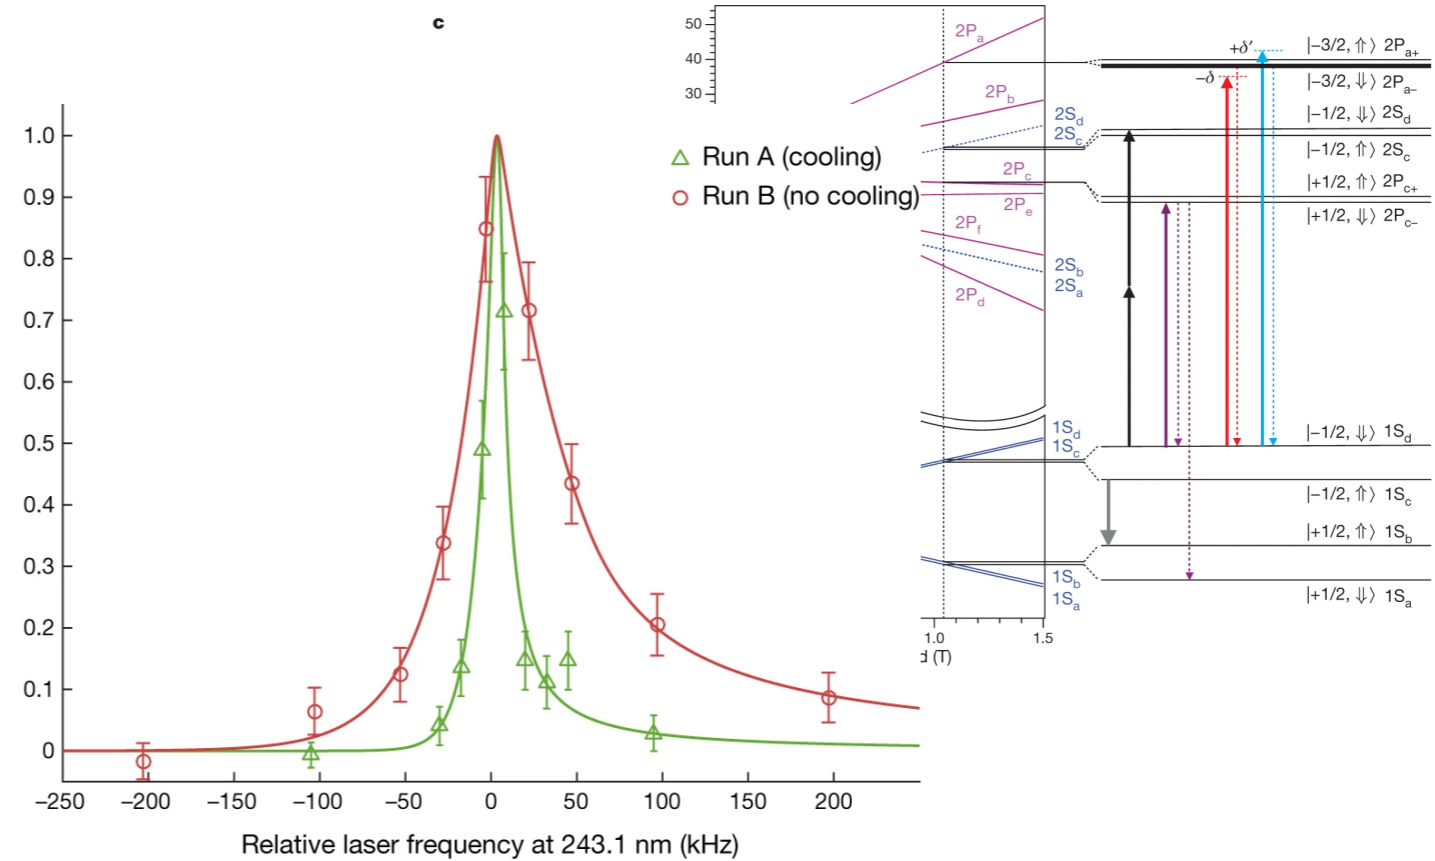 c
1.0
0.9
0.8
0.7
0.6
0.5
0.4
0.3
0.2
0.1
0
–250 –200 –150 –100 –50 0 50 100 150 200
Relative laser frequency at 243.1 nm (kHz)
Run A (cooling)
Run B (no cooling)
50
40
30
2Pa
2Pb
2Sd
2Sc
2Pc
2Pe
2Pf
2Sb
2Sa
2Pd
1Sd
1Sc
1Sb
1Sa
1.0 1.5
d (T)
+δ′
–δ
|–3/2, ⇑⟩ 2Pa+
|–3/2, ⇓⟩ 2Pa–
|–1/2, ⇓⟩ 2Sd
|–1/2, ⇑⟩ 2Sc
|+1/2, ⇑⟩ 2Pc+
|+1/2, ⇓⟩ 2Pc–
|–1/2, ⇓⟩ 1Sd
|–1/2, ⇑⟩ 1Sc
|+1/2, ⇑⟩ 1Sb
|+1/2, ⇓⟩ 1Sa